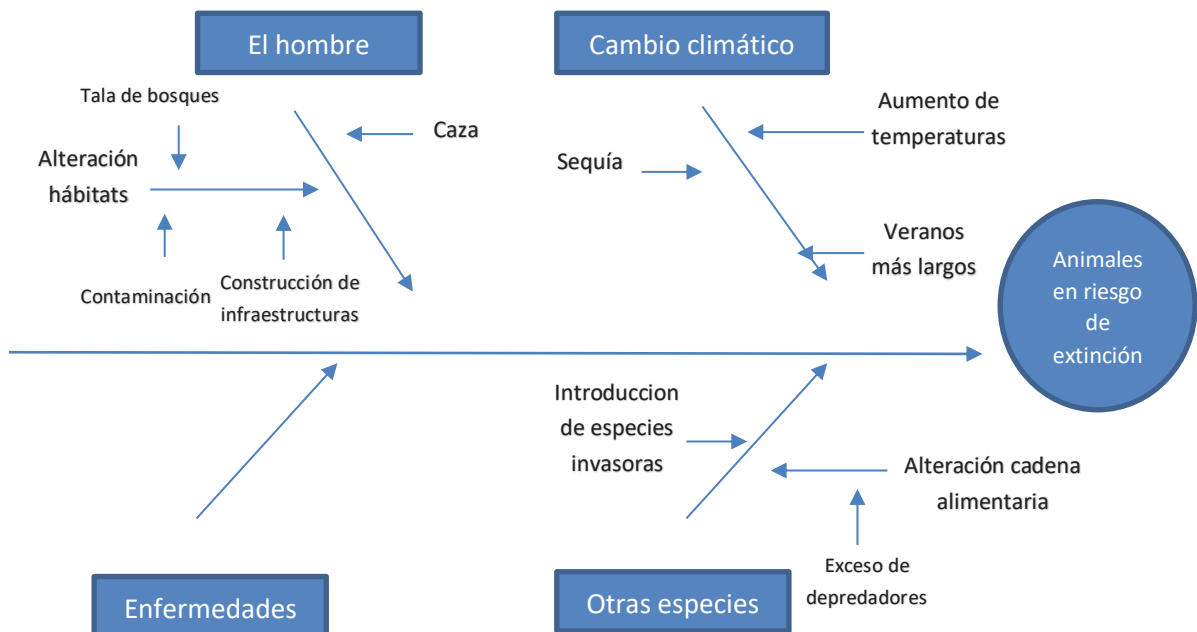 El hombre
Cambio climático
Tala de bosques
Caza
Alteración
hábitats
Contaminación
Construcción de
infraestructuras
Aumento de
temperaturas
Sequía
Veranos
más largos
Animales
en riesgo
de
extinción
Introduccion
de especies
invasoras
Alteración cadena
alimentaria
Exceso de
depredadores
Enfermedades
Otras especies